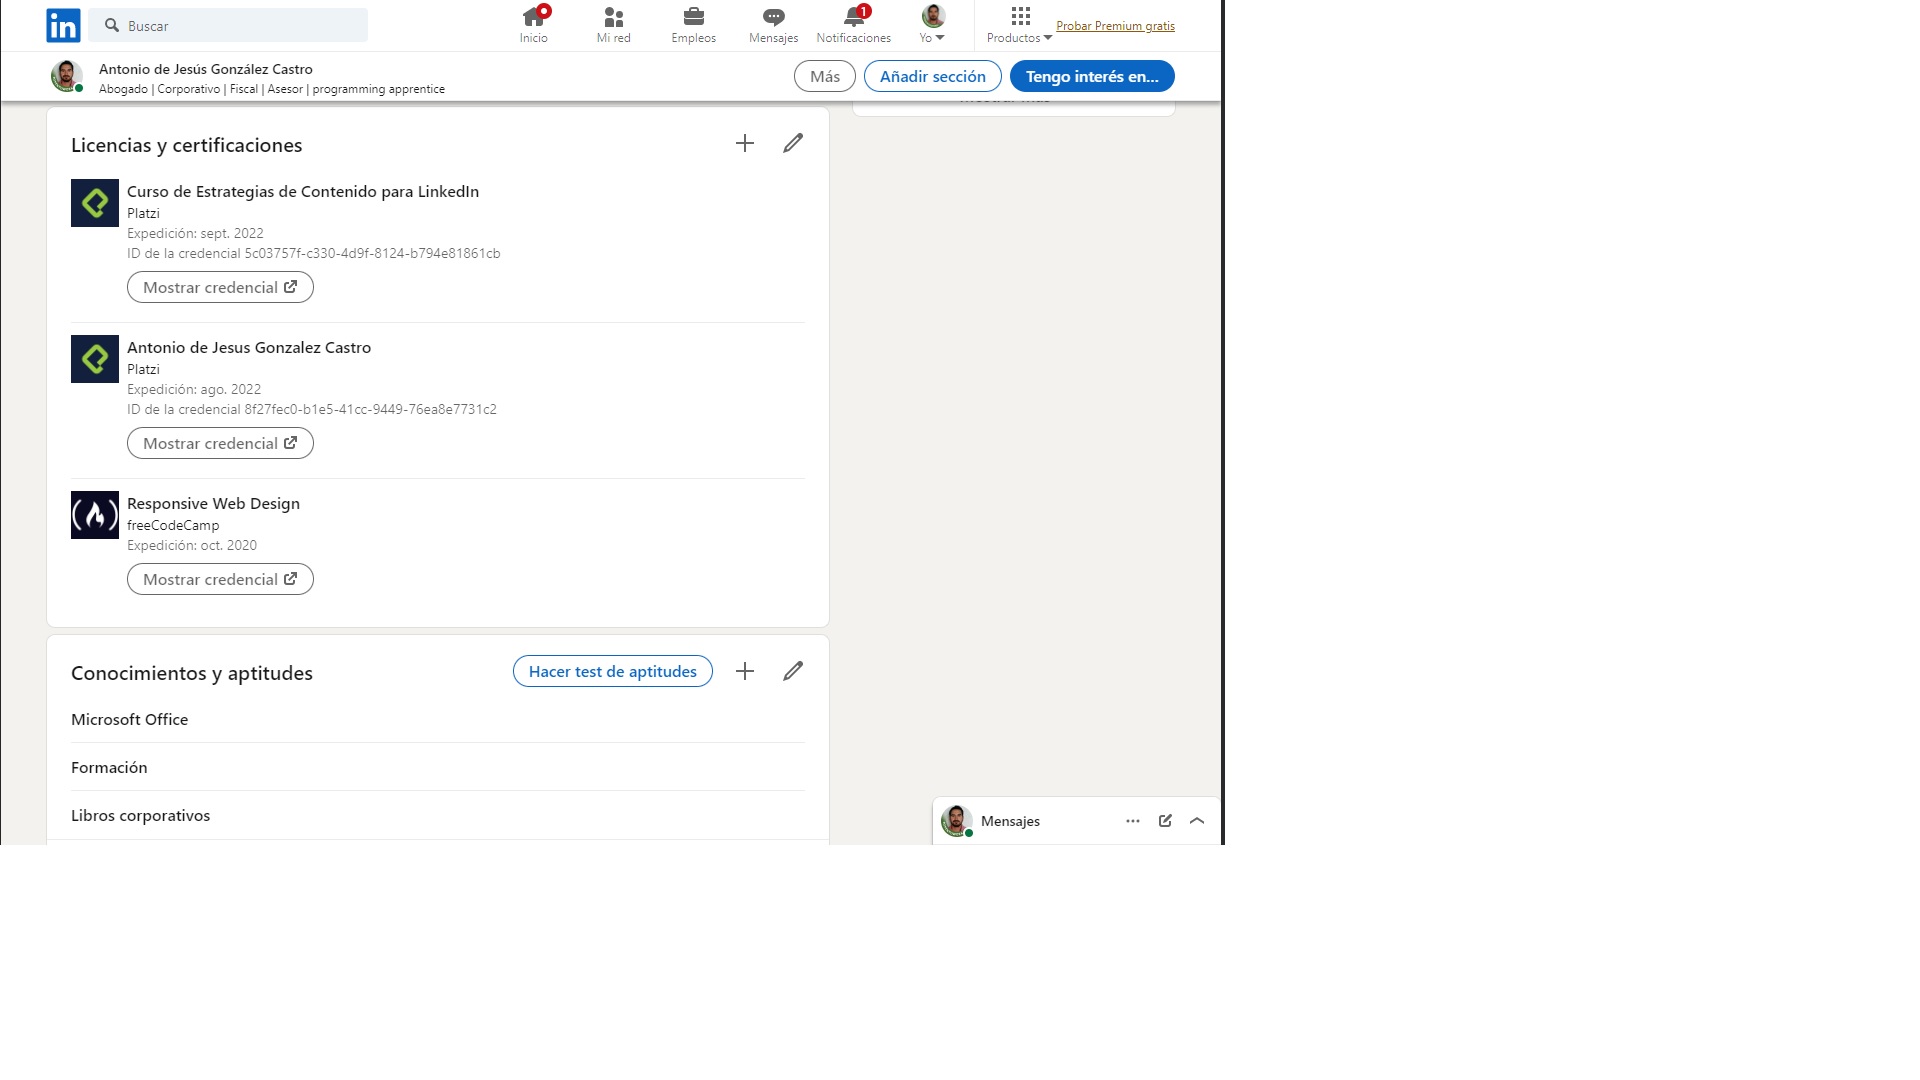 in
Buscar
Inicio
Mi red
Empleos
Mensajes
1
Notificaciones
Yo
Productos
Probar Premium gratis
Antonio de Jesús González Castro
Abogado | Corporativo | Fiscal | Asesor | programming apprentice
Más
Añadir sección
Tengo interés en...
Licencias y certificaciones
Curso de Estrategias de Contenido para LinkedIn
Platzi
Expedición: sept. 2022
ID de la credencial 5c03757f-c330-4d9f-8124-b794e81861cb
Mostrar credencial
Antonio de Jesus Gonzalez Castro
Platzi
Expedición: ago. 2022
ID de la credencial 8f27fec0-b1e5-41cc-9449-76ea8e7731c2
Mostrar credencial
Responsive Web Design
freeCodeCamp
Expedición: oct. 2020
Mostrar credencial
Conocimientos y aptitudes
Hacer test de aptitudes
Microsoft Office
Formación
Libros corporativos
Mensajes